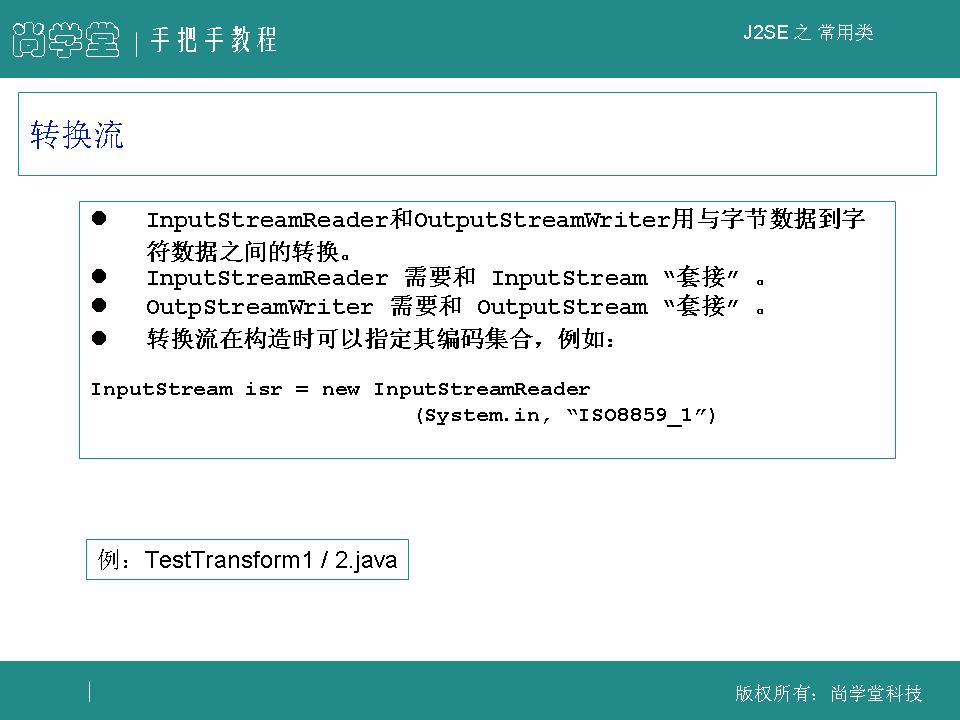 尚学堂 | 手把手教程
J2SE 之 常用类
转换流
● InputStreamReader和OutputStreamWriter用与字节数据到字
符数据之间的转换。
● InputStreamReader 需要和 InputStream “套接” 。
● OutpStreamWriter 需要和 OutputStream “套接” 。
● 转换流在构造时可以指定其编码集合，例如：
InputStream isr = new InputStreamReader
(System.in, “ISO8859_1”)
例：TestTransform1 / 2.java
版权所有：尚学堂科技